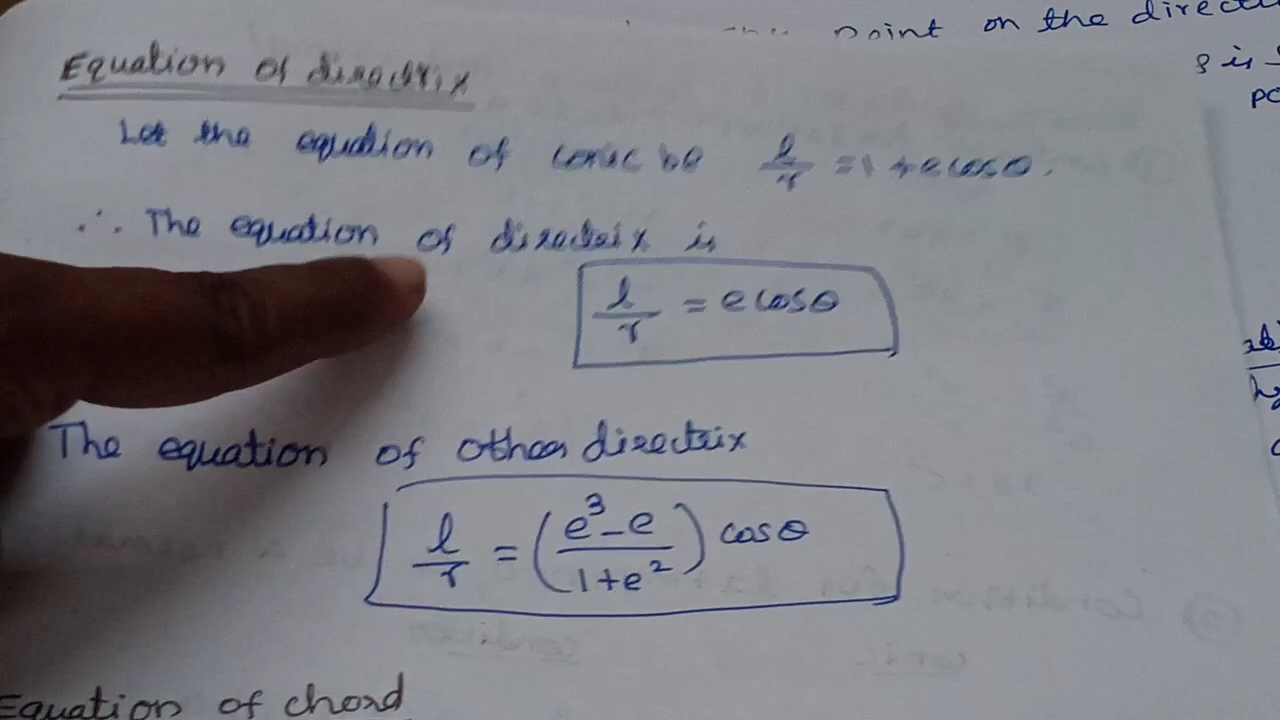 point on the direct
Equation of directrix
Let the equation of conic be l/r = 1 + e cosθ.
∴ The equation of directrix is
l/r = e cosθ
The equation of other directrix
l/r = (e³-e / 1+e²) cosθ
Equation of chord